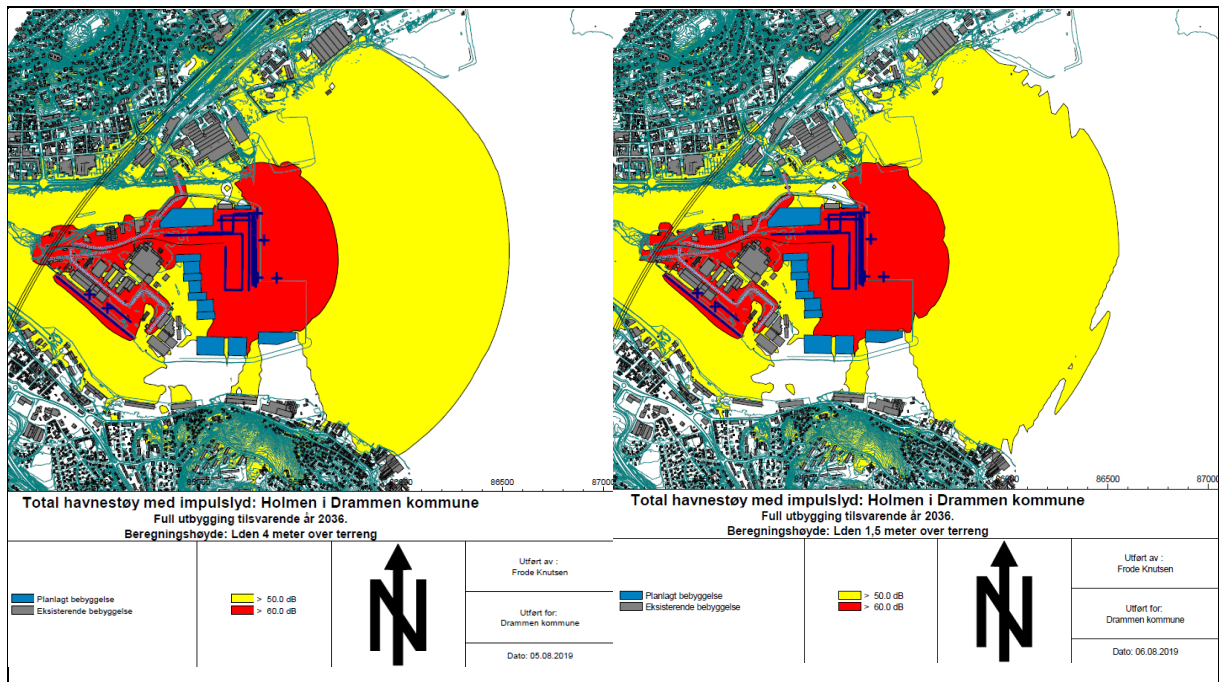 86500
87000
86500
87000
Total havnestøy med impulslyd: Holmen i Drammen kommune
Full utbygging tilsvarende år 2036.
Beregningshøyde: Lden 4 meter over terreng
Planlagt bebyggelse
Eksisterende bebyggelse
> 50.0 dB
> 60.0 dB
N
Utført av :
Frode Knutsen
Utført for:
Drammen kommune
Dato: 05.08.2019
Total havnestøy med impulslyd: Holmen i Drammen kommune
Full utbygging tilsvarende år 2036.
Beregningshøyde: Lden 1,5 meter over terreng
Planlagt bebyggelse
Eksisterende bebyggelse
> 50.0 dB
> 60.0 dB
N
Utført av :
Frode Knutsen
Utført for:
Drammen kommune
Dato: 06.08.2019